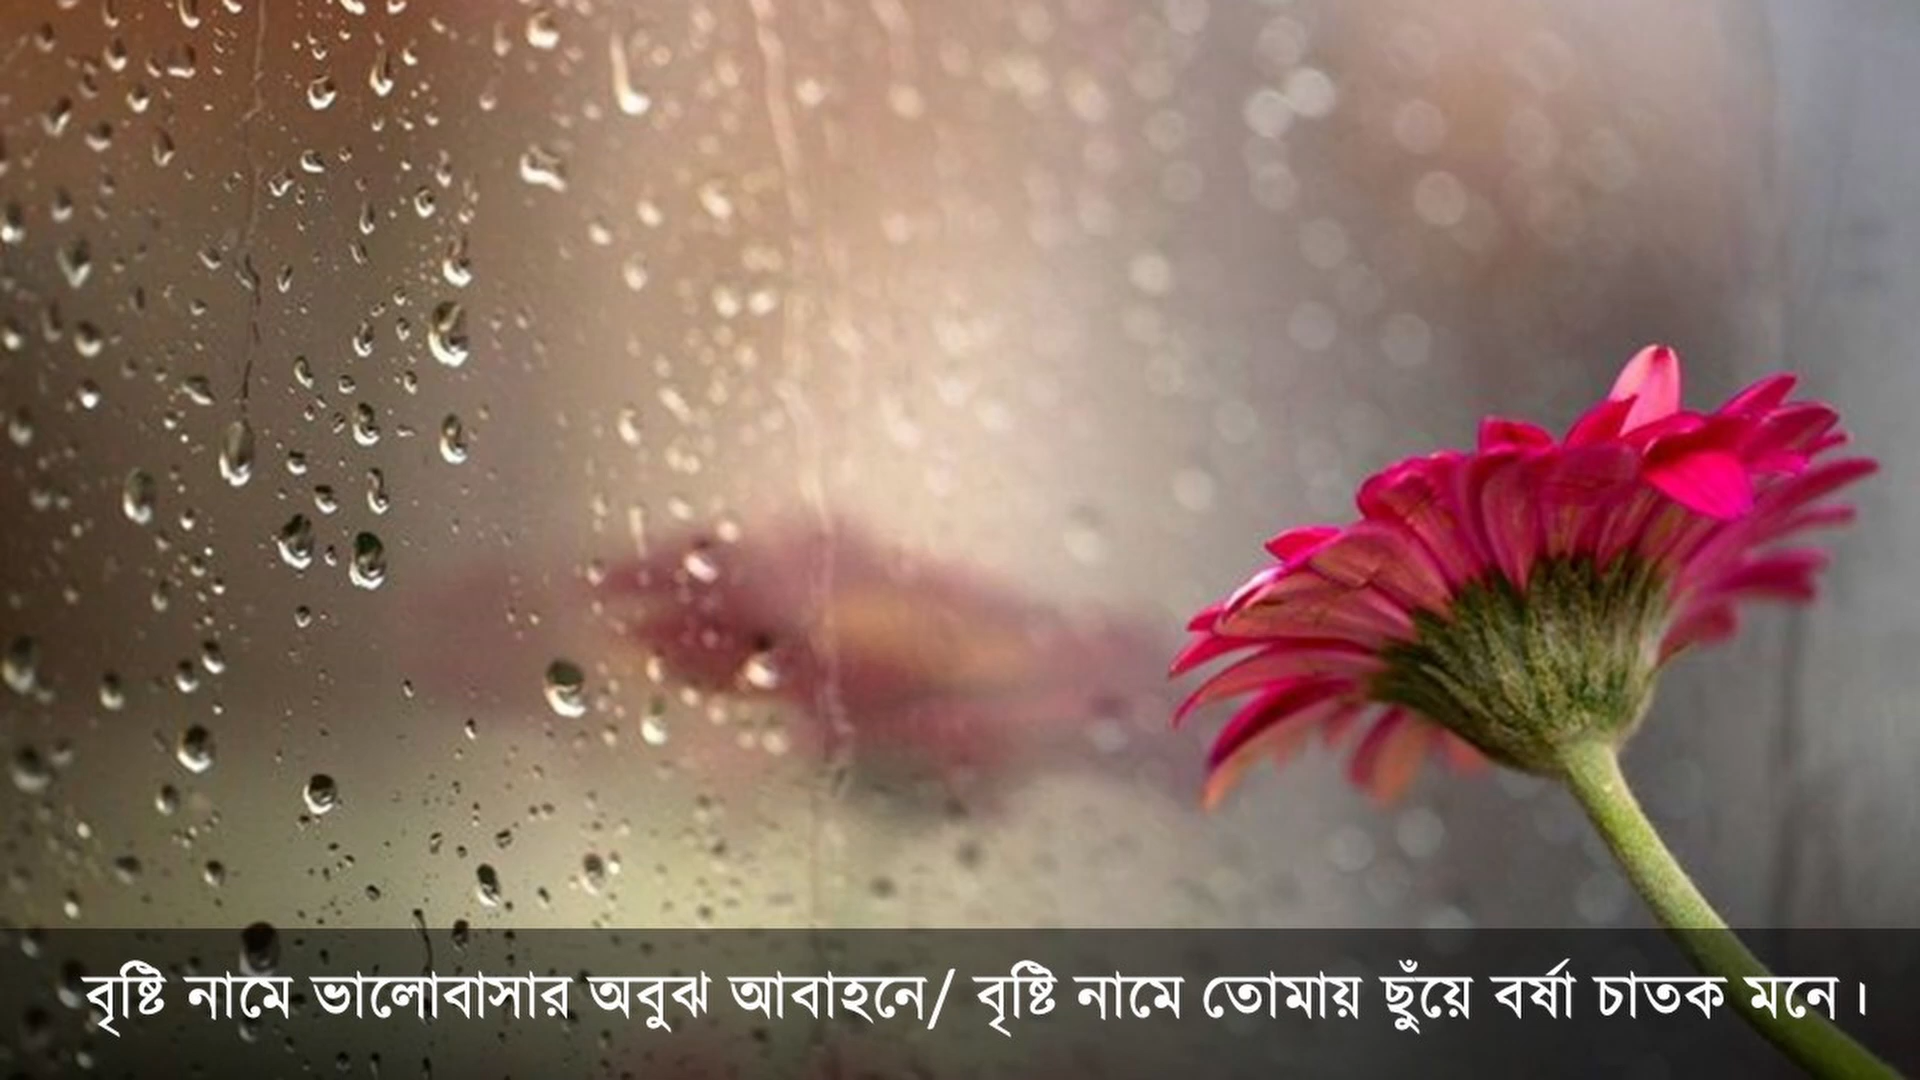 বৃষ্টি নামে ভালোবাসার অবুঝ আবাহনে/ বৃষ্টি নামে তোমায় ছুঁয়ে বর্ষা চাতক মনে।